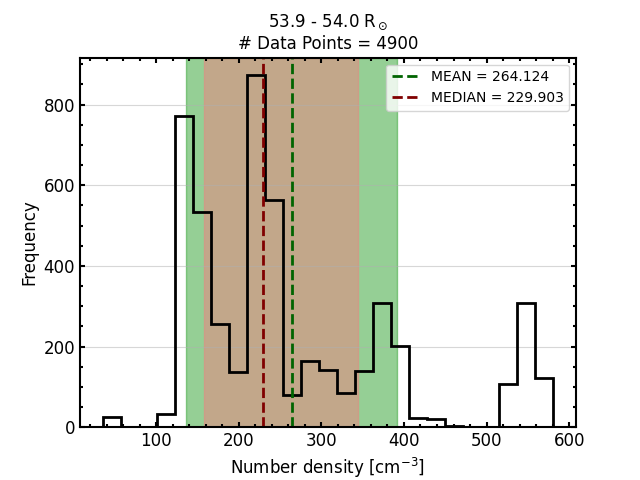 53.9 - 54.0 R⊙
# Data Points = 4900
MEAN = 264.124
MEDIAN = 229.903
Frequency
800
600
400
200
0
100 200 300 400 500 600
Number density [cm⁻³]